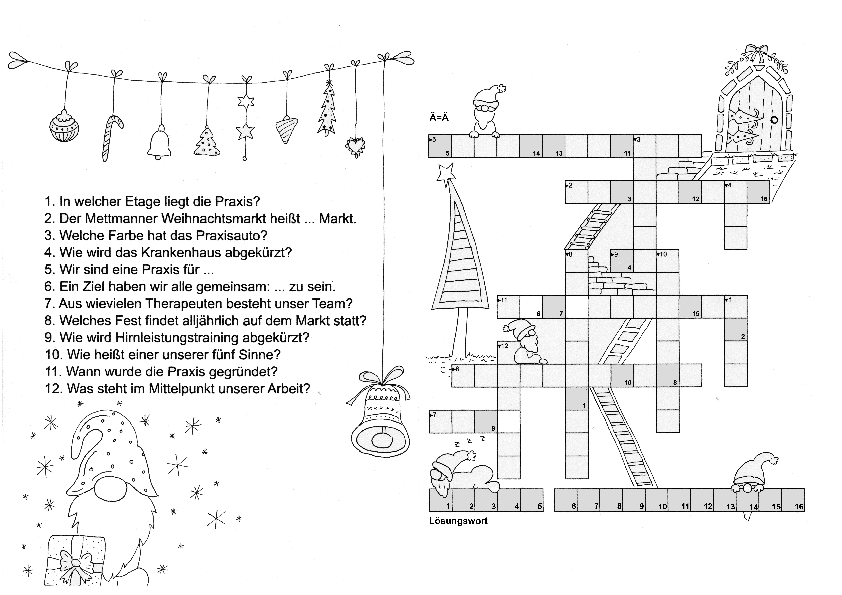 1. In welcher Etage liegt die Praxis?
2. Der Mettmanner Weihnachtsmarkt heißt ... Markt.
3. Welche Farbe hat das Praxisauto?
4. Wie wird das Krankenhaus abgekürzt?
5. Wir sind eine Praxis für ...
6. Ein Ziel haben wir alle gemeinsam: ... zu sein.
7. Aus wievielen Therapeuten besteht unser Team?
8. Welches Fest findet alljährlich auf dem Markt statt?
9. Wie wird Hirnleistungstraining abgekürzt?
10. Wie heißt einer unserer fünf Sinne?
11. Wann wurde die Praxis gegründet?
12. Was steht im Mittelpunkt unserer Arbeit?
Ä=Ä
5 3
5 14 13 11
2 4
3 12 16
8 9 10
4
11 1
6 7 15
2
12
6
10 8
1
7
9
z z z
1 2 3 4 5 6 7 8 9 10 11 12 13 14 15 16
Lösungswort